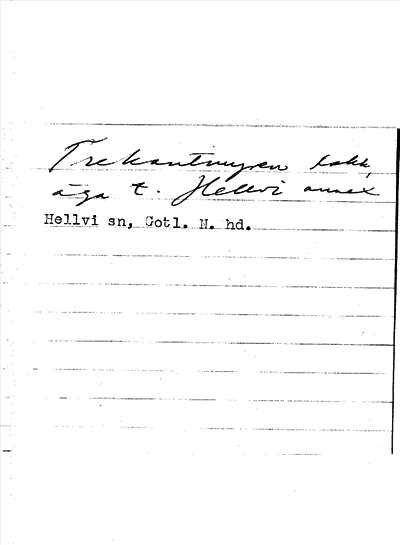 Trekantmyren lokk,
äga t. Hellvi annex
Hellvi sn, Gotl. N. hd.